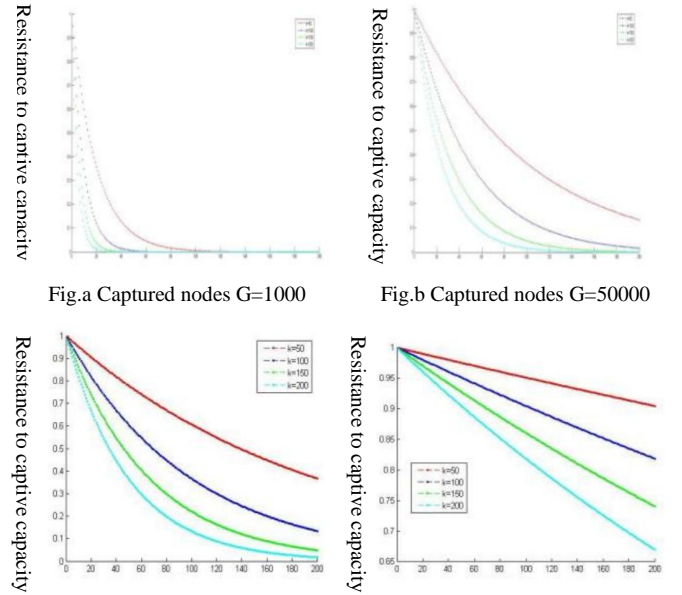 Resistance to captive capacity
Resistance to captive capacity
Fig.a Captured nodes G=1000
Fig.b Captured nodes G=50000
Resistance to captive capacity
1
0.9
0.8
0.7
0.6
0.5
0.4
0.3
0.2
0.1
0
k=50
k=100
k=150
k=200
0 20 40 60 80 100 120 140 160 180 200
Resistance to captive capacity
1
0.95
0.9
0.85
0.8
0.75
0.7
0.65
k=50
k=100
k=150
k=200
0 20 40 60 80 100 120 140 160 180 200